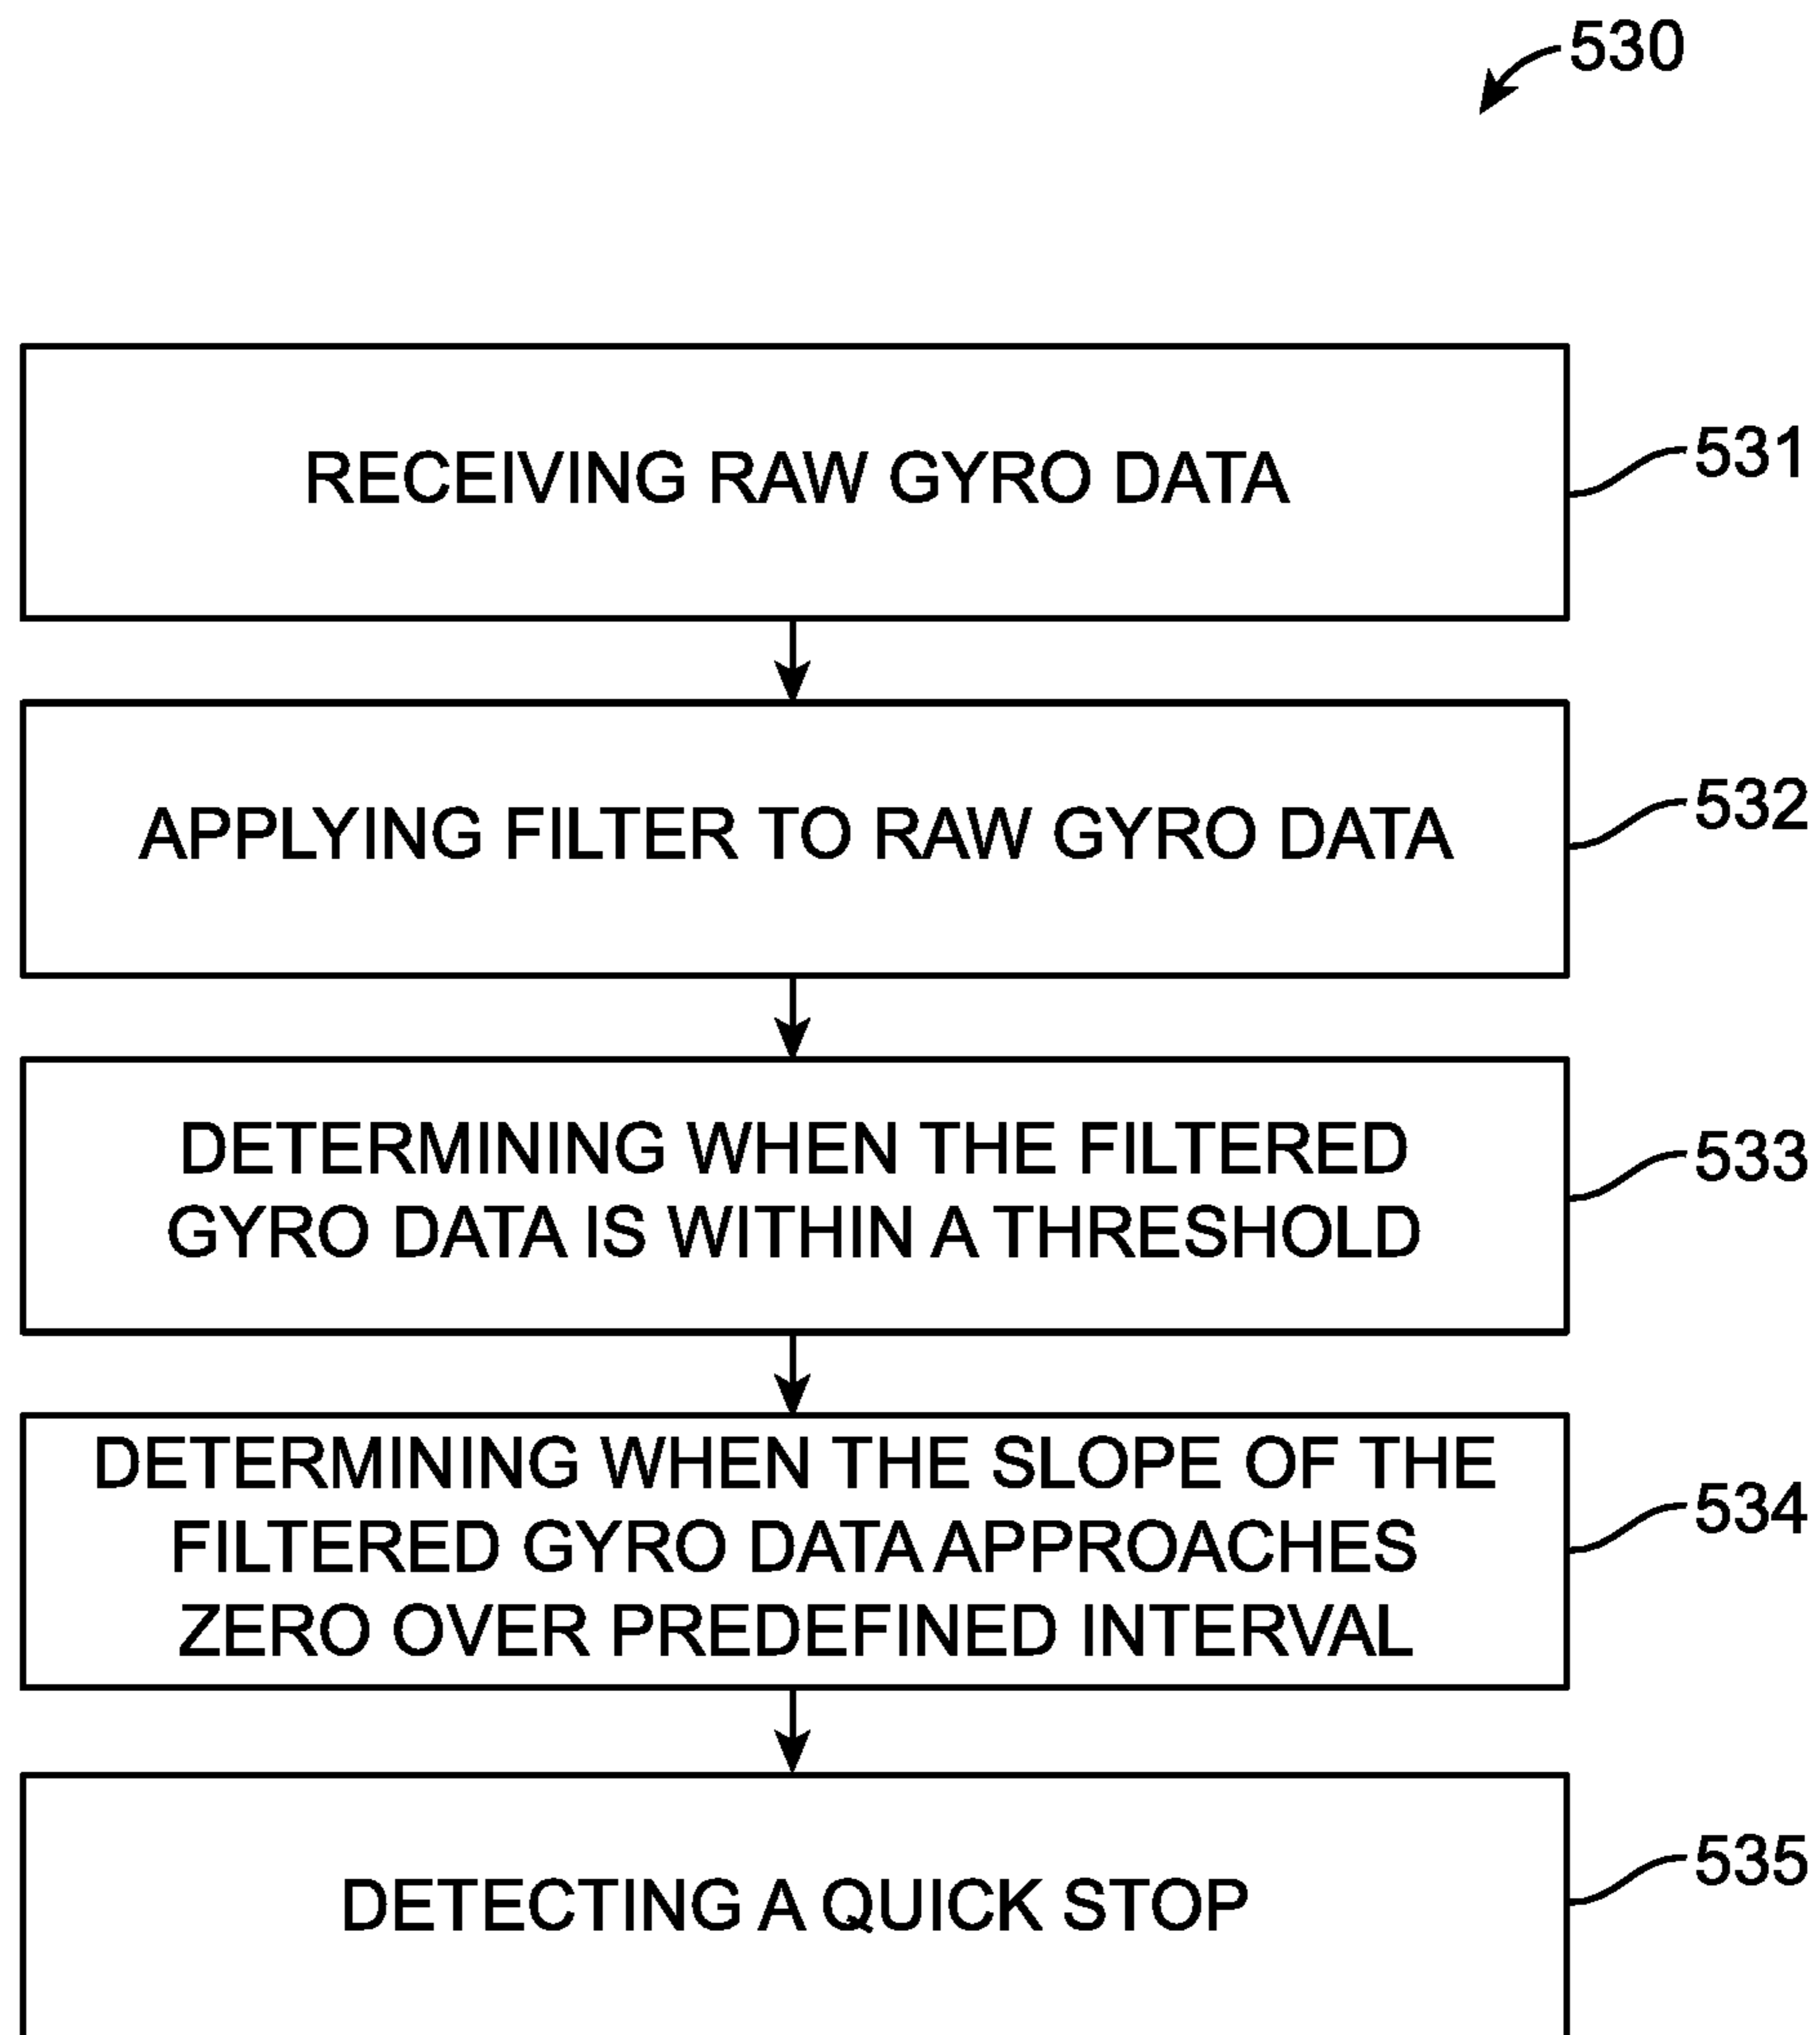 530
RECEIVING RAW GYRO DATA
531
APPLYING FILTER TO RAW GYRO DATA
532
DETERMINING WHEN THE FILTERED
GYRO DATA IS WITHIN A THRESHOLD
533
DETERMINING WHEN THE SLOPE OF THE
FILTERED GYRO DATA APPROACHES
ZERO OVER PREDEFINED INTERVAL
534
DETECTING A QUICK STOP
535